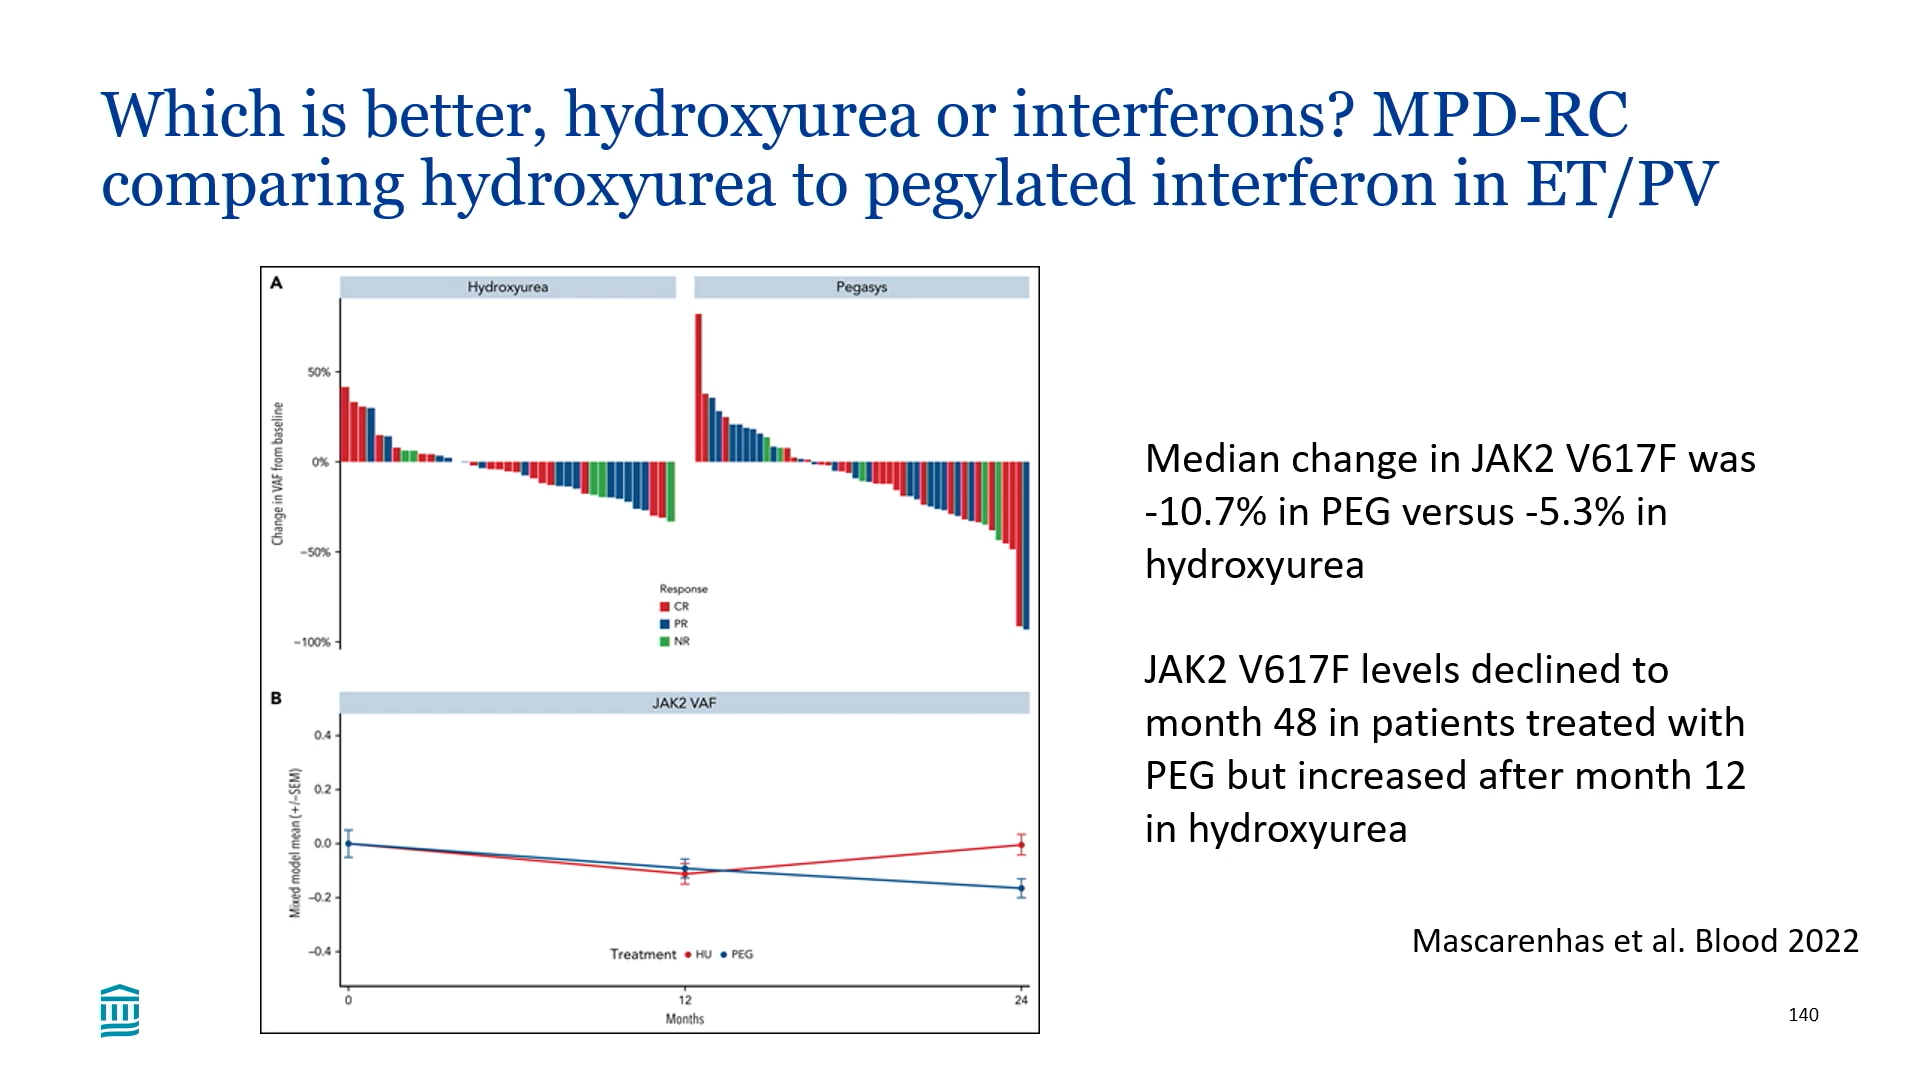 Which is better, hydroxyurea or interferons? MPD-RC
comparing hydroxyurea to pegylated interferon in ET/PV
A
Hydroxyurea
Pegasys
Change in VAF from baseline
50%
0%
−50%
−100%
Response
CR
PR
NR
B
JAK2 VAF
Mixed model mean (+/−SEM)
0.4
0.2
0.0
−0.2
−0.4
Treatment HU PEG
0
12
24
Months
Median change in JAK2 V617F was
-10.7% in PEG versus -5.3% in
hydroxyurea
JAK2 V617F levels declined to
month 48 in patients treated with
PEG but increased after month 12
in hydroxyurea
Mascarenhas et al. Blood 2022
140